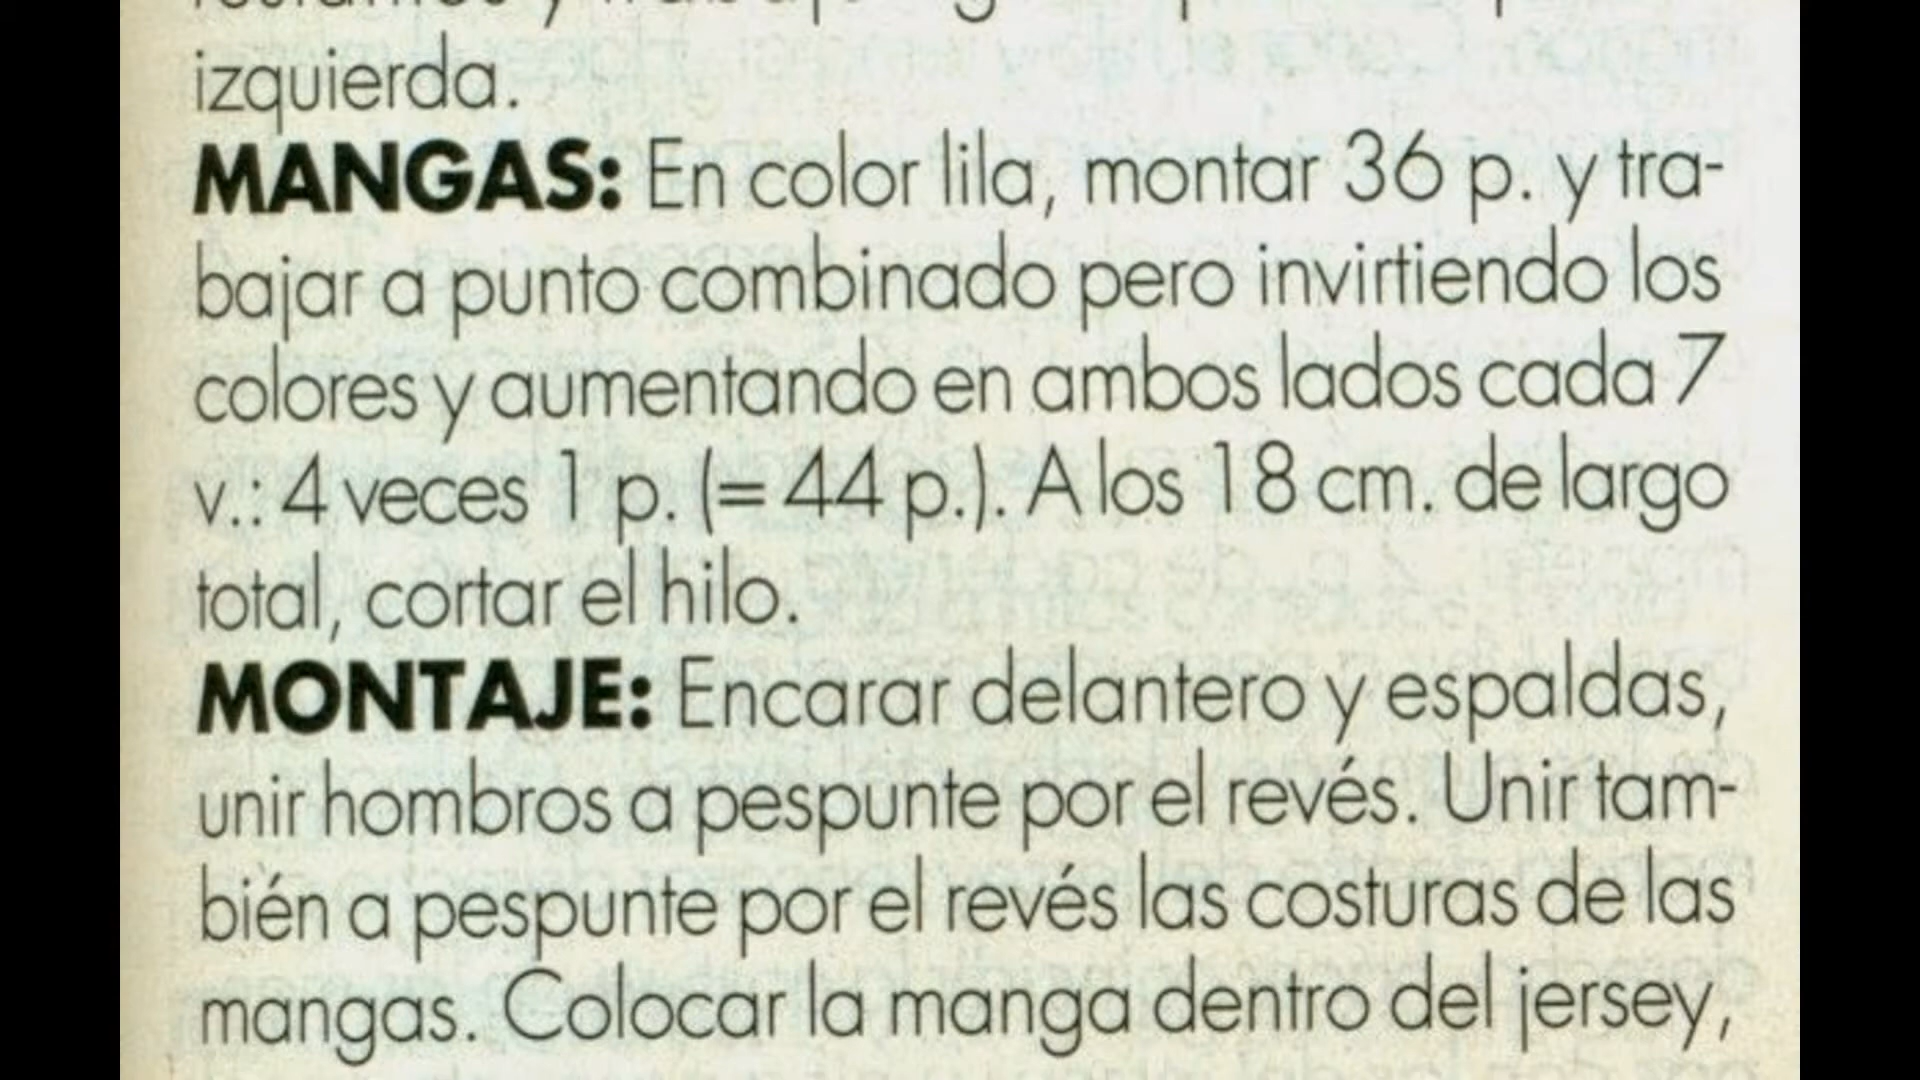 izquierda.
MANGAS: En color lila, montar 36 p. y tra-
bajar a punto combinado pero invirtiendo los
colores y aumentando en ambos lados cada 7
v.: 4 veces 1 p. (= 44 p.). A los 18 cm. de largo
total, cortar el hilo.
MONTAJE: Encarar delantero y espaldas,
unir hombros a pespunte por el revés. Unir tam-
bién a pespunte por el revés las costuras de las
mangas. Colocar la manga dentro del jersey,